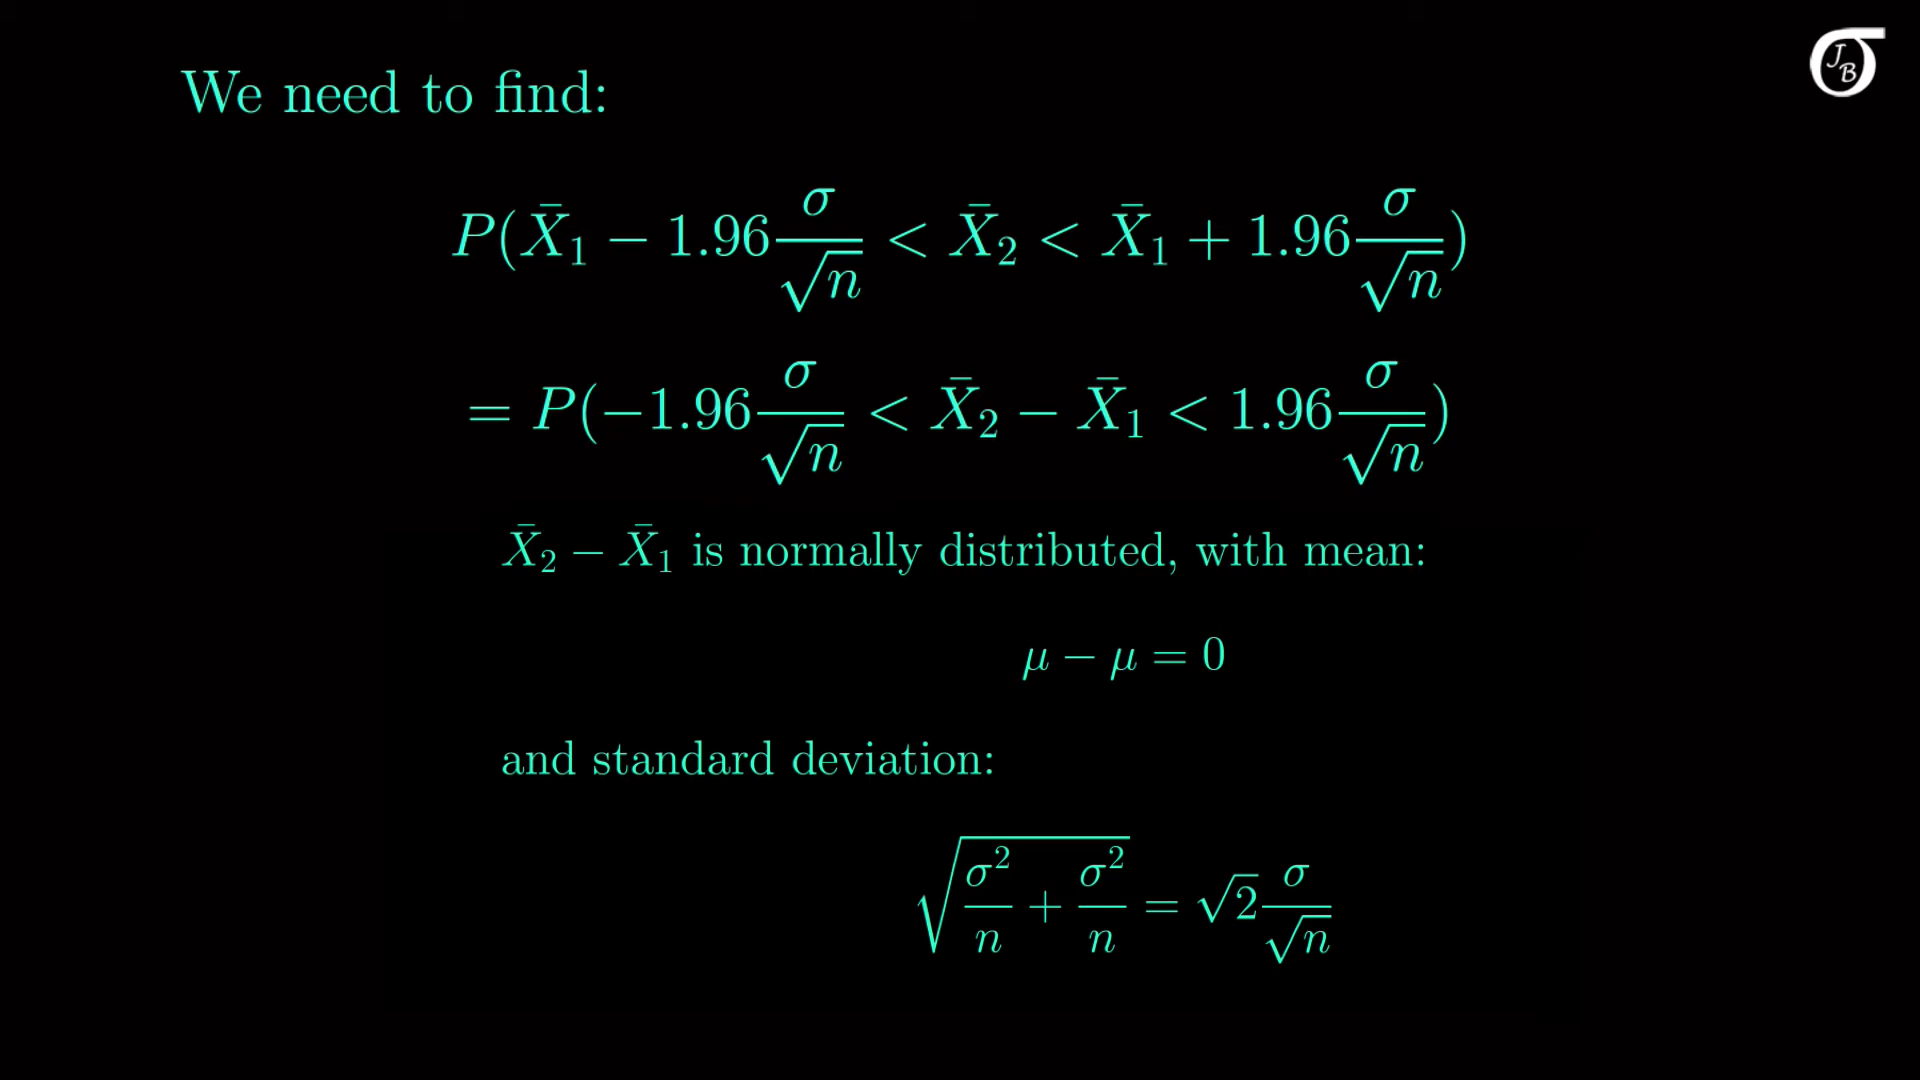 We need to find:
JB
P(X̄₁ − 1.96 σ/√n < X̄₂ < X̄₁ + 1.96 σ/√n)
= P(−1.96 σ/√n < X̄₂ − X̄₁ < 1.96 σ/√n)
X̄₂ − X̄₁ is normally distributed, with mean:
μ − μ = 0
and standard deviation:
√(σ²/n + σ²/n) = √2 σ/√n